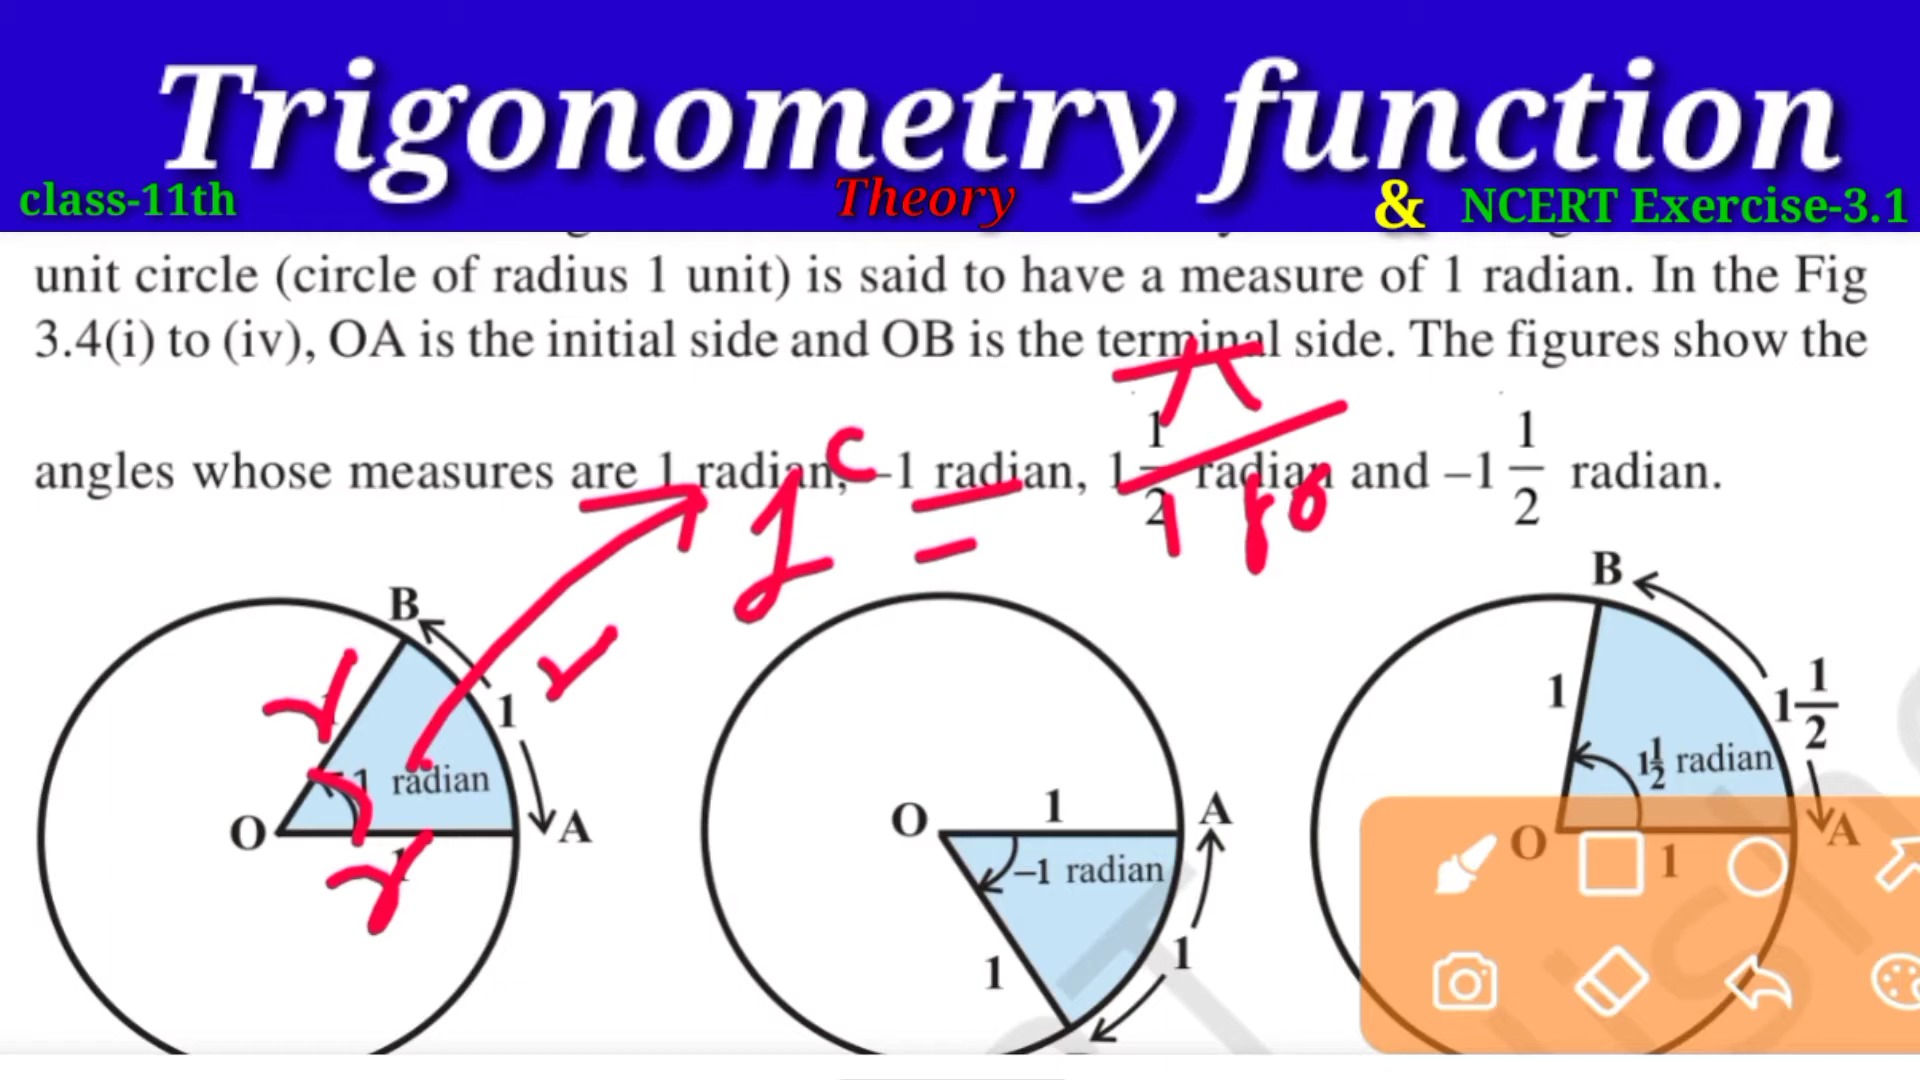 Trigonometry function
class-11th Theory & NCERT Exercise-3.1
unit circle (circle of radius 1 unit) is said to have a measure of 1 radian. In the Fig
3.4(i) to (iv), OA is the initial side and OB is the terminal side. The figures show the
angles whose measures are 1 radian, –1 radian, 1 1/2 radian and –1 1/2 radian.
1ᶜ = π/180
B
r
1
r
1 radian
O
A
r
1
O
1
A
–1 radian
1
1
B
1
1 1/2
1 1/2 radian
O
1
A